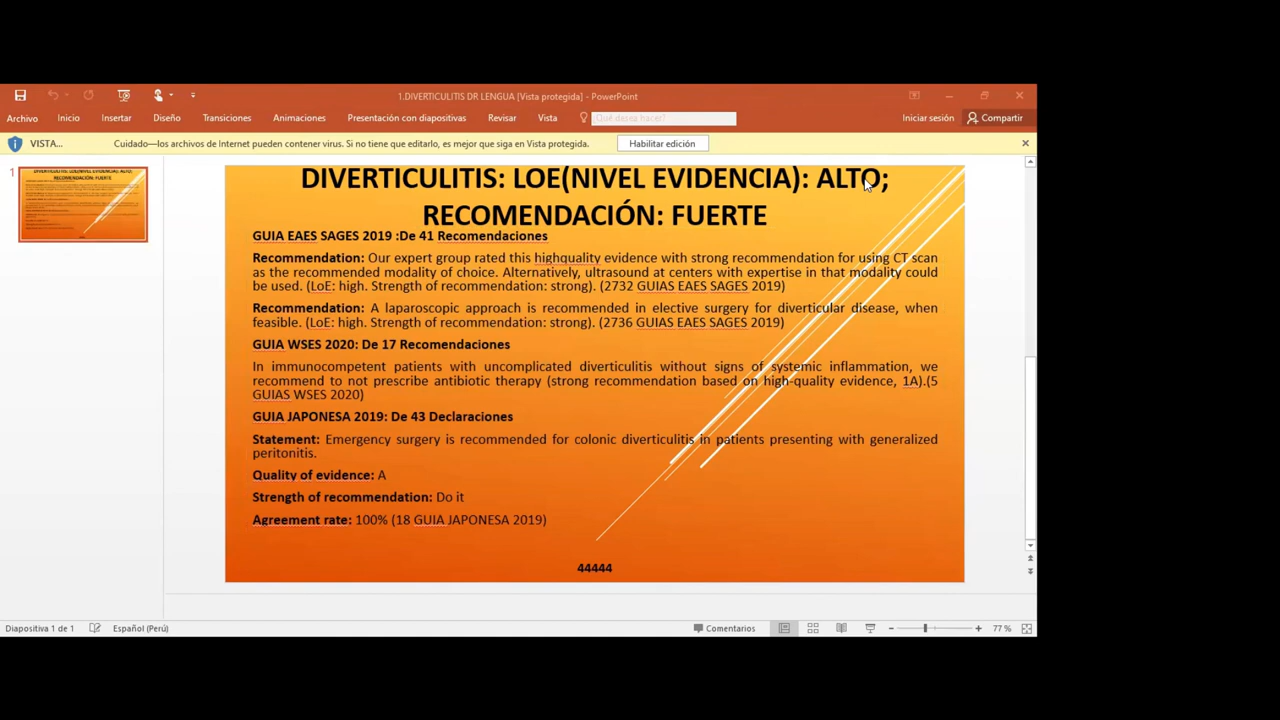 1.DIVERTICULITIS DR LENGUA [Vista protegida] - PowerPoint
Archivo Inicio Insertar Diseño Transiciones Animaciones Presentación con diapositivas Revisar Vista ¿Qué desea hacer? Iniciar sesión Compartir
VISTA... Cuidado—los archivos de Internet pueden contener virus. Si no tiene que editarlo, es mejor que siga en Vista protegida. Habilitar edición
1
DIVERTICULITIS: LOE(NIVEL EVIDENCIA): ALTO;
RECOMENDACIÓN: FUERTE
GUIA EAES SAGES 2019 :De 41 Recomendaciones
Recommendation: Our expert group rated this highquality evidence with strong recommendation for using CT scan
as the recommended modality of choice. Alternatively, ultrasound at centers with expertise in that modality could
be used. (LoE: high. Strength of recommendation: strong). (2732 GUIAS EAES SAGES 2019)
Recommendation: A laparoscopic approach is recommended in elective surgery for diverticular disease, when
feasible. (LoE: high. Strength of recommendation: strong). (2736 GUIAS EAES SAGES 2019)
GUIA WSES 2020: De 17 Recomendaciones
In immunocompetent patients with uncomplicated diverticulitis without signs of systemic inflammation, we
recommend to not prescribe antibiotic therapy (strong recommendation based on high-quality evidence, 1A).(5
GUIAS WSES 2020)
GUIA JAPONESA 2019: De 43 Declaraciones
Statement: Emergency surgery is recommended for colonic diverticulitis in patients presenting with generalized
peritonitis.
Quality of evidence: A
Strength of recommendation: Do it
Agreement rate: 100% (18 GUIA JAPONESA 2019)
44444
Diapositiva 1 de 1 Español (Perú) Comentarios 77 %